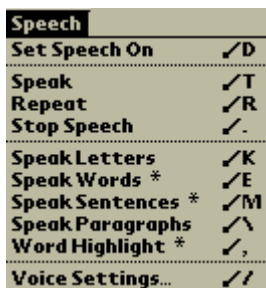 Speech
Set Speech On ✓D
Speak ✓T
Repeat ✓R
Stop Speech ✓.
Speak Letters ✓K
Speak Words * ✓E
Speak Sentences * ✓M
Speak Paragraphs ✓\
Word Highlight * ✓,
Voice Settings... ✓/